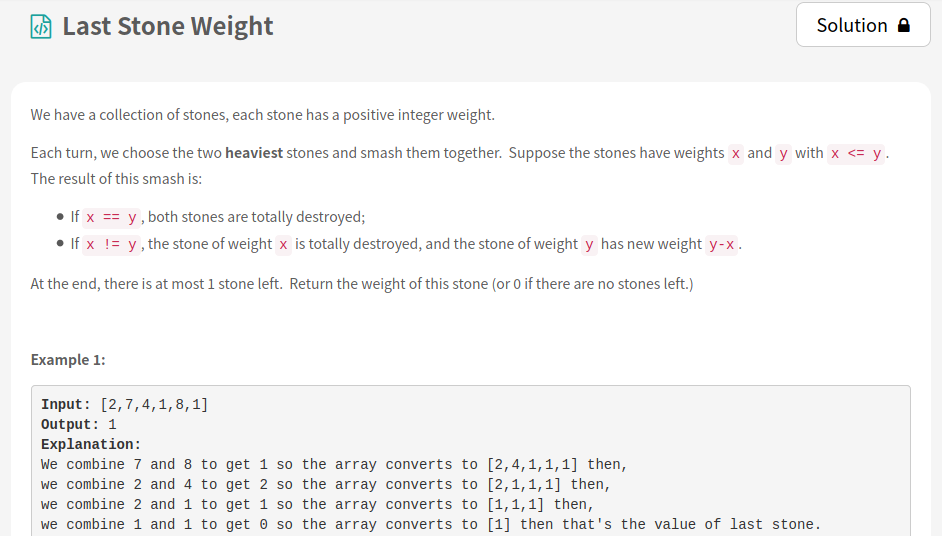 Last Stone Weight
Solution
We have a collection of stones, each stone has a positive integer weight.
Each turn, we choose the two heaviest stones and smash them together.  Suppose the stones have weights x and y with x <= y.
The result of this smash is:
• If x == y, both stones are totally destroyed;
• If x != y, the stone of weight x is totally destroyed, and the stone of weight y has new weight y-x.
At the end, there is at most 1 stone left.  Return the weight of this stone (or 0 if there are no stones left.)
Example 1:
Input: [2,7,4,1,8,1]
Output: 1
Explanation:
We combine 7 and 8 to get 1 so the array converts to [2,4,1,1,1] then,
we combine 2 and 4 to get 2 so the array converts to [2,1,1,1] then,
we combine 2 and 1 to get 1 so the array converts to [1,1,1] then,
we combine 1 and 1 to get 0 so the array converts to [1] then that's the value of last stone.